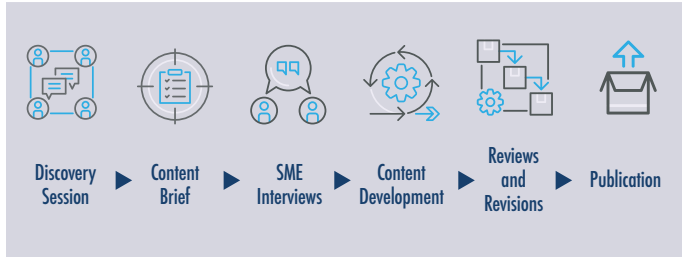 Discovery
Session
Content
Brief
SME
Interviews
Content
Development
Reviews
and
Revisions
Publication